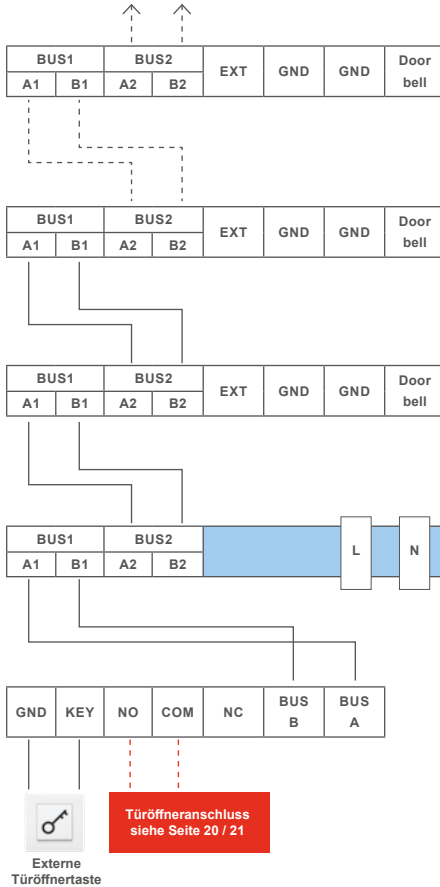 BUS1 BUS2 EXT GND GND Door bell
A1 B1 A2 B2
BUS1 BUS2 EXT GND GND Door bell
A1 B1 A2 B2
BUS1 BUS2 EXT GND GND Door bell
A1 B1 A2 B2
BUS1 BUS2 L N
A1 B1 A2 B2
GND KEY NO COM NC BUS B BUS A
Türöffneranschluss
siehe Seite 20 / 21
Externe
Türöffnertaste